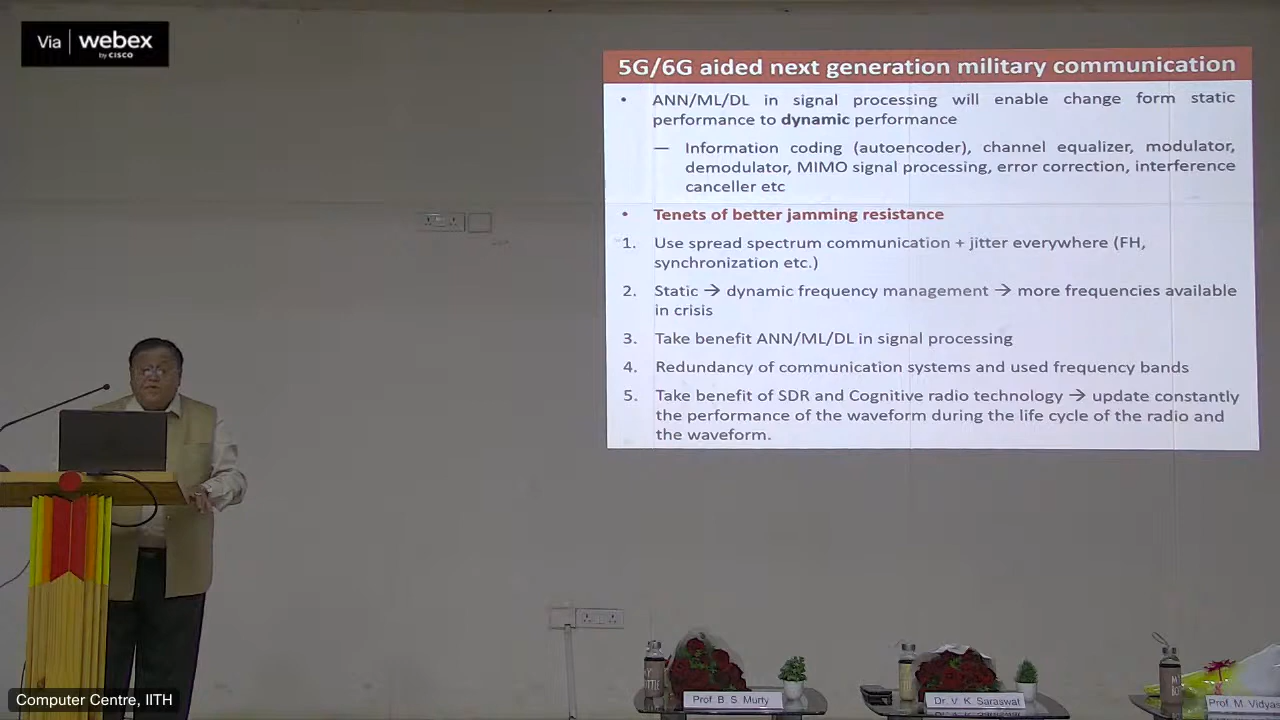 Via webex
by CISCO
5G/6G aided next generation military communication
• ANN/ML/DL in signal processing will enable change form static
performance to dynamic performance
— Information coding (autoencoder), channel equalizer, modulator,
demodulator, MIMO signal processing, error correction, interference
canceller etc
• Tenets of better jamming resistance
1. Use spread spectrum communication + jitter everywhere (FH,
synchronization etc.)
2. Static → dynamic frequency management → more frequencies available
in crisis
3. Take benefit ANN/ML/DL in signal processing
4. Redundancy of communication systems and used frequency bands
5. Take benefit of SDR and Cognitive radio technology → update constantly
the performance of the waveform during the life cycle of the radio and
the waveform.
Prof B. S. Murty
Dr. V. K. Saraswat
Prof. M. Vidyas
Computer Centre, IITH